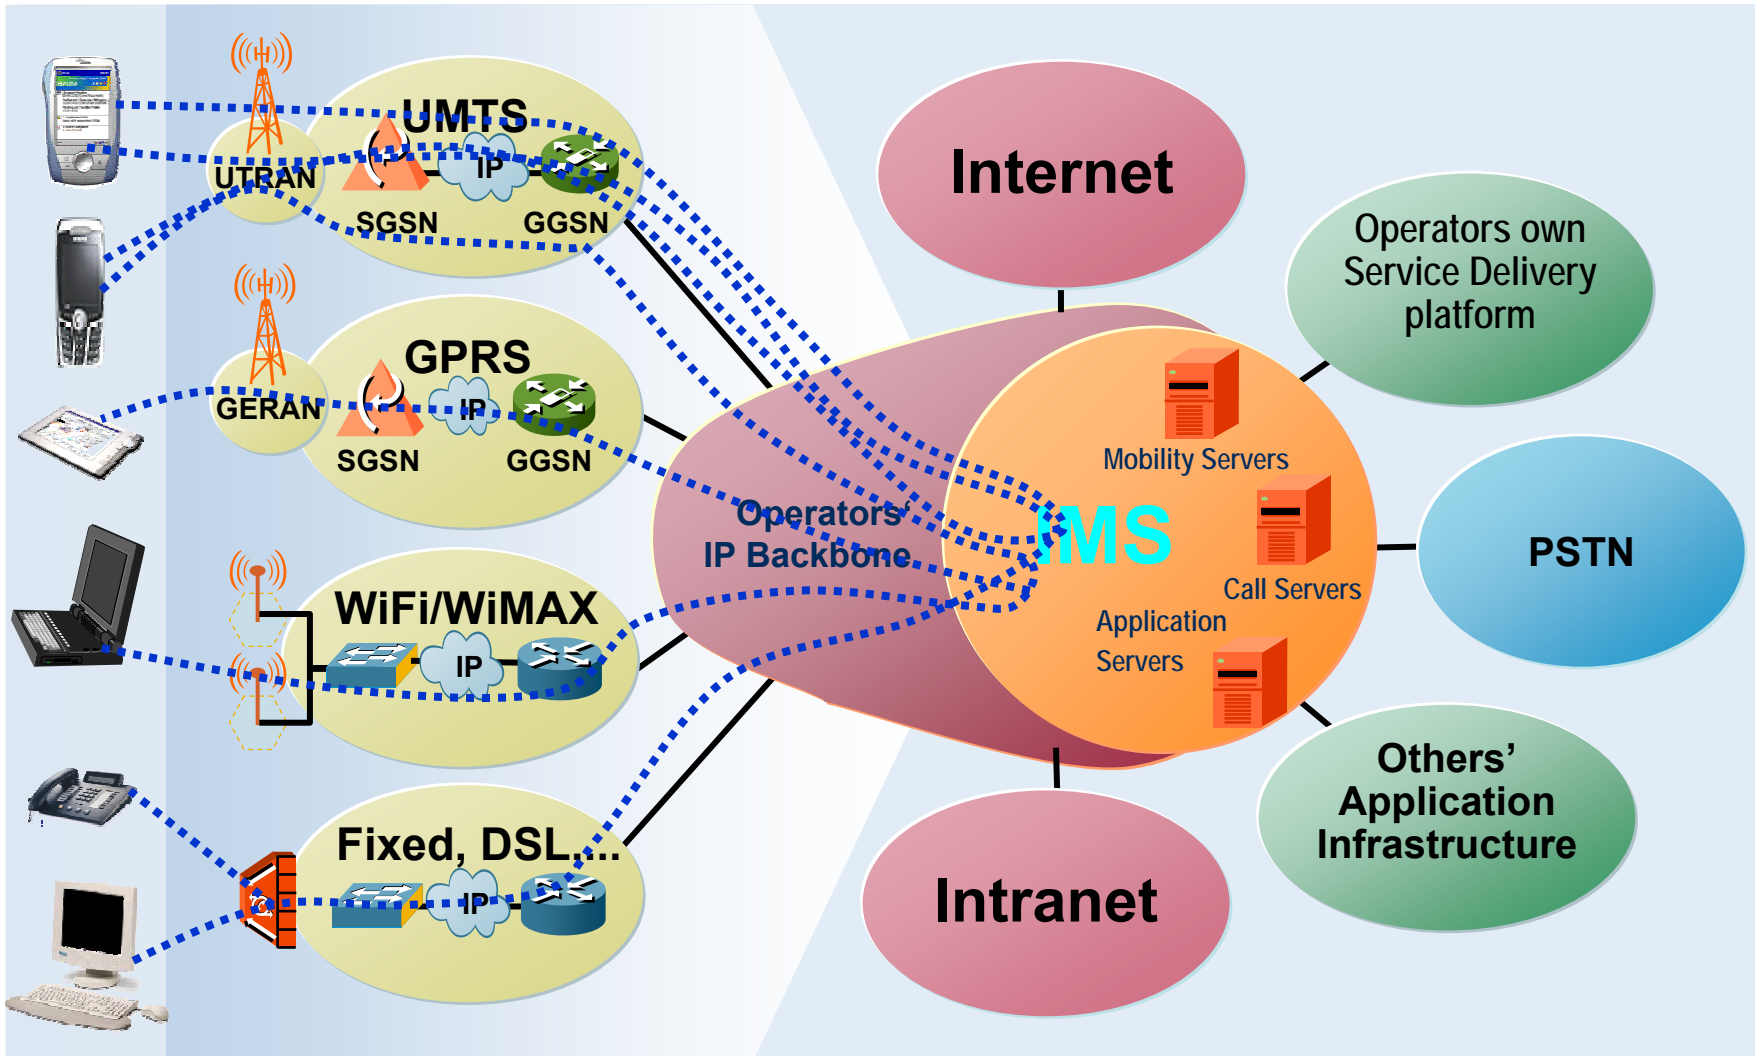 UMTS
UTRAN
IP
SGSN
GGSN
GPRS
GERAN
IP
SGSN
GGSN
WiFi/WiMAX
IP
Fixed, DSL....
IP
Operators‘
IP Backbone
IMS
Mobility Servers
Call Servers
Application
Servers
Internet
Intranet
Operators own
Service Delivery
platform
PSTN
Others’
Application
Infrastructure
!